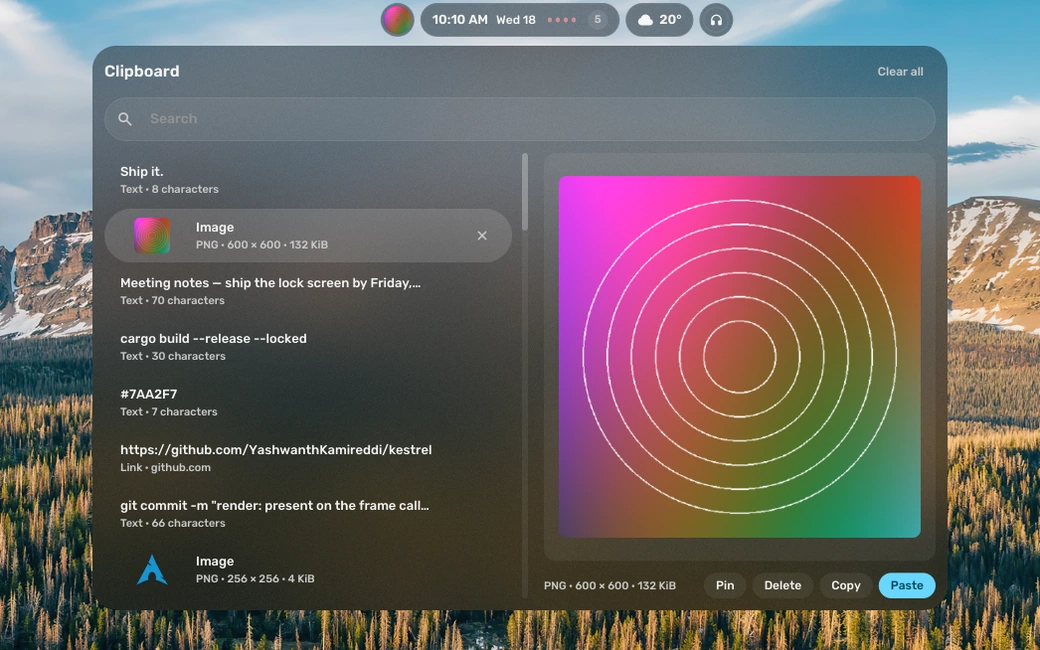 10:10 AM Wed 18 5 20°
Clipboard
Clear all
Search
Ship it.
Text • 8 characters
Image
PNG • 600 × 600 • 132 KiB
Meeting notes — ship the lock screen by Friday,...
Text • 70 characters
cargo build --release --locked
Text • 30 characters
#7AA2F7
Text • 7 characters
https://github.com/YashwanthKamireddi/kestrel
Link • github.com
git commit -m "render: present on the frame call...
Text • 66 characters
Image
PNG • 256 × 256 • 4 KiB
PNG • 600 × 600 • 132 KiB
Pin Delete Copy Paste